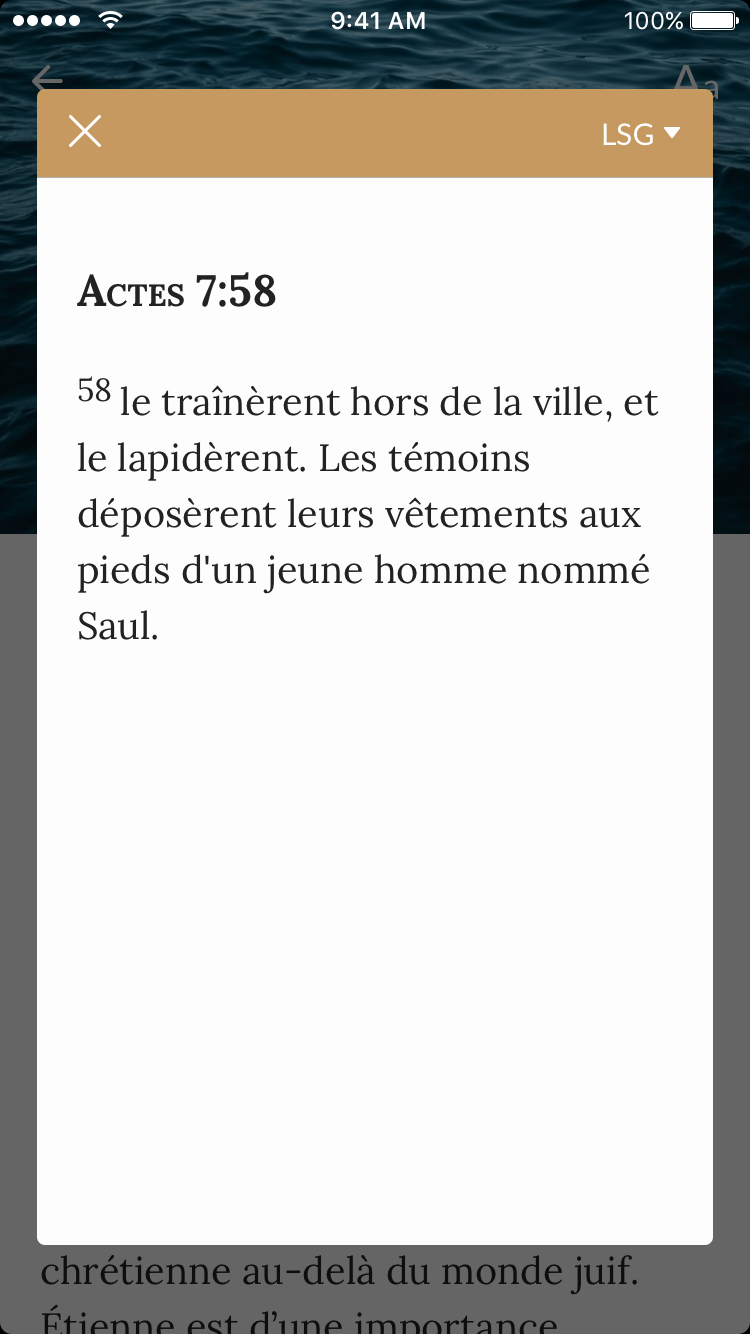 9:41 AM
100%
Aa
LSG
Actes 7:58
58 le traînèrent hors de la ville, et
le lapidèrent. Les témoins
déposèrent leurs vêtements aux
pieds d'un jeune homme nommé
Saul.
chrétienne au-delà du monde juif.
Étienne est d’une importance